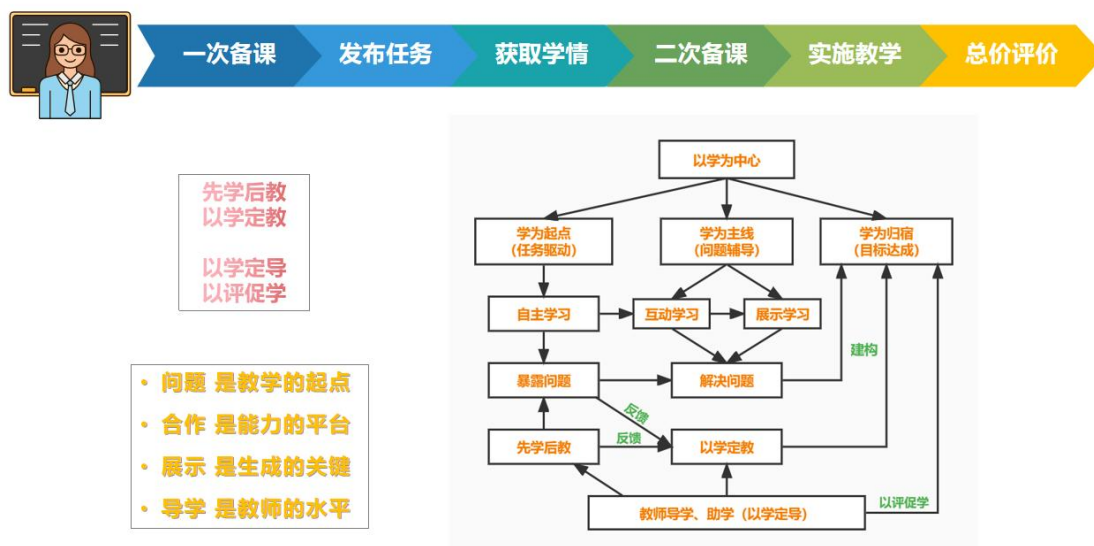 一次备课
发布任务
获取学情
二次备课
实施教学
总价评价
先学后教
以学定教
以学定导
以评促学
• 问题 是教学的起点
• 合作 是能力的平台
• 展示 是生成的关键
• 导学 是教师的水平
以学为中心
学为起点
(任务驱动)
学为主线
(问题辅导)
学为归宿
(目标达成)
自主学习
互动学习
展示学习
建构
暴露问题
解决问题
反馈
反馈
先学后教
以学定教
教师导学、助学(以学定导)
以评促学